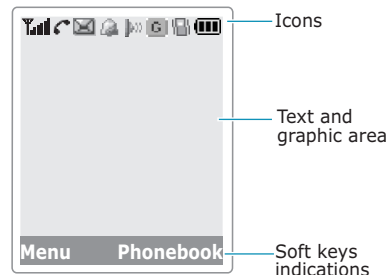 Icons
Text and
graphic area
Menu Phonebook
Soft keys
indications